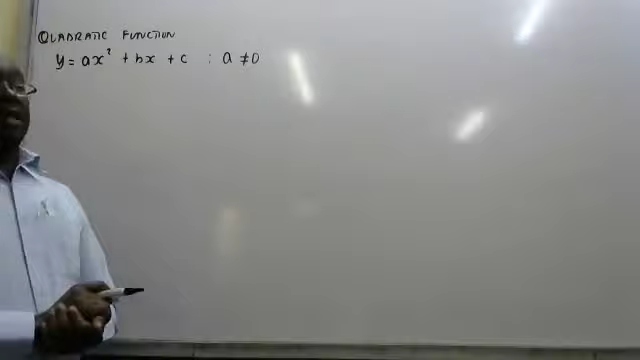 QUADRATIC FUNCTION
y = ax² + bx + c : a ≠ 0